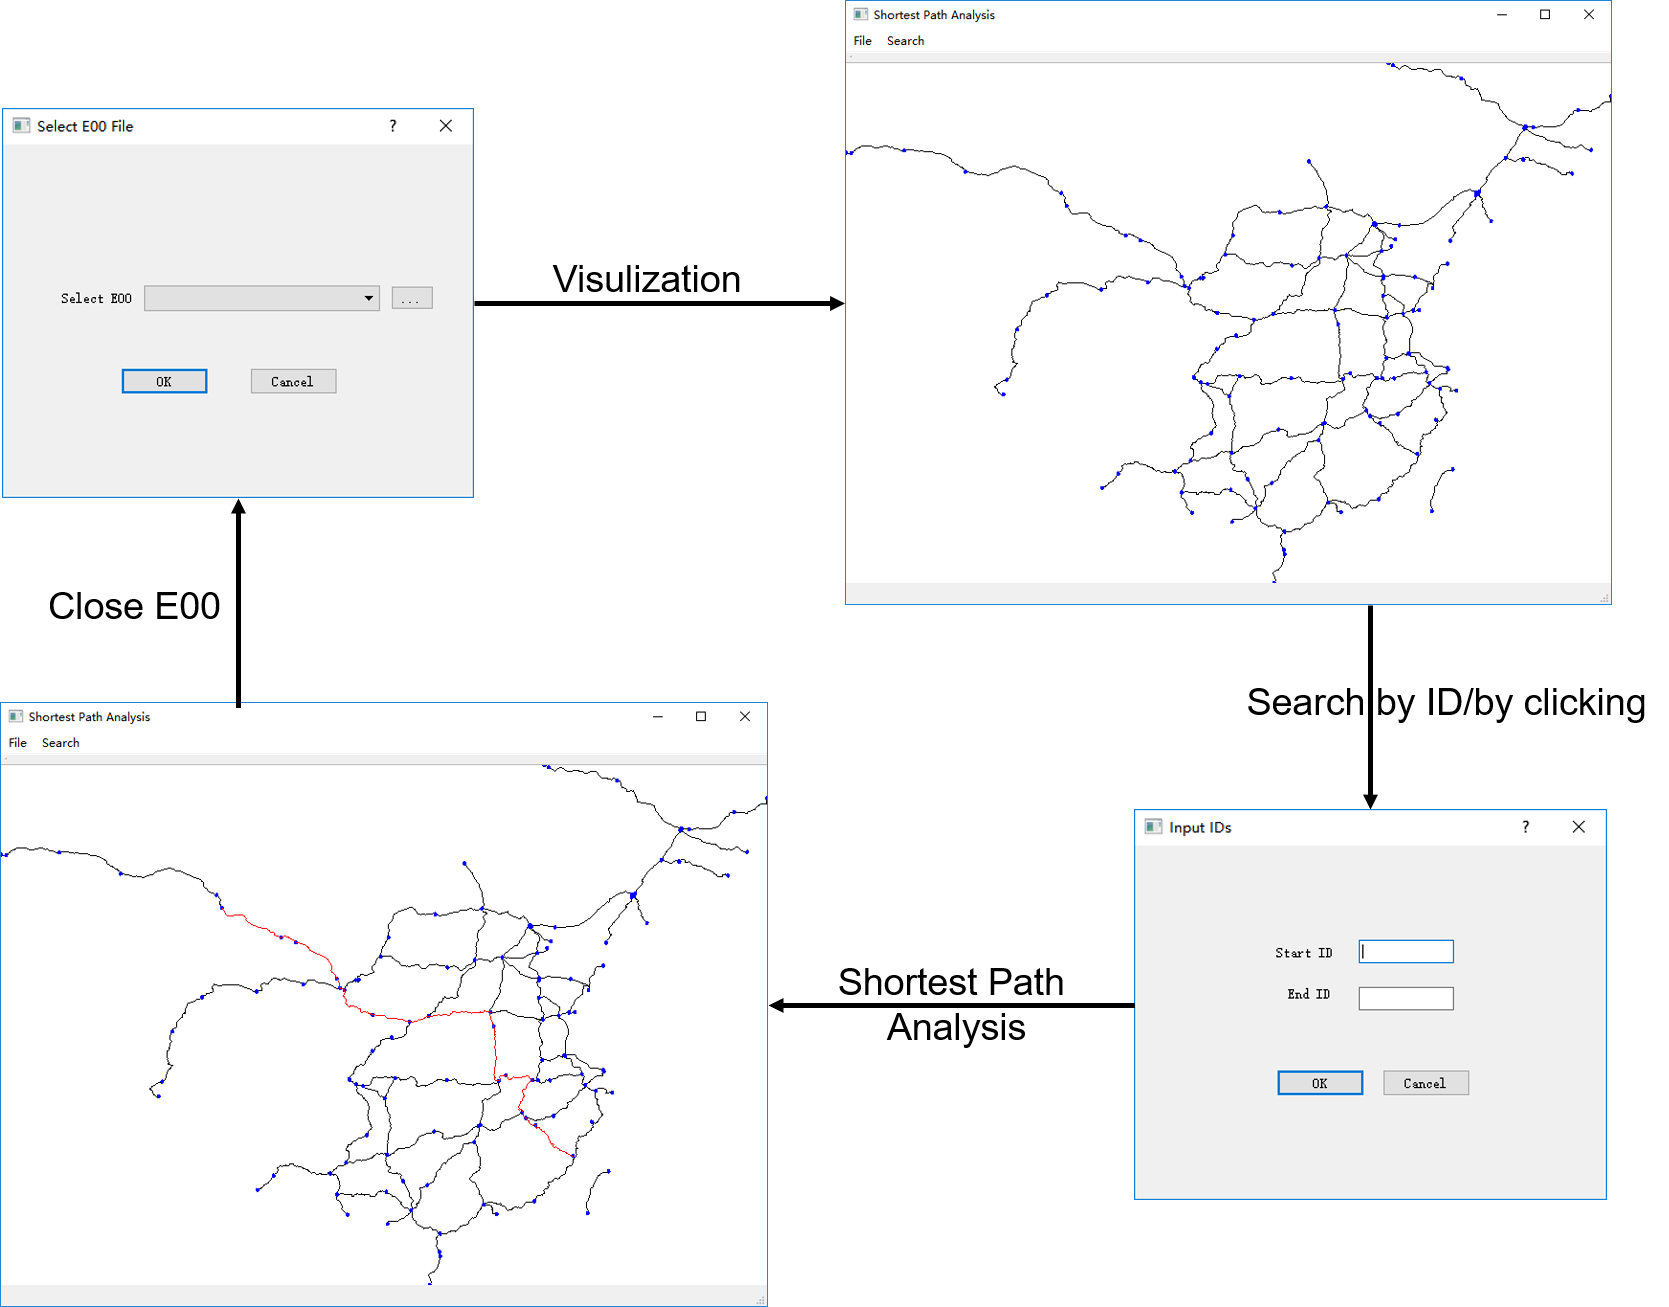 Select E00 File
?
Select E00
...
OK
Cancel
Visulization
Shortest Path Analysis
File Search
Search by ID/by clicking
Input IDs
?
Start ID
End ID
OK
Cancel
Shortest Path
Analysis
Shortest Path Analysis
File Search
Close E00